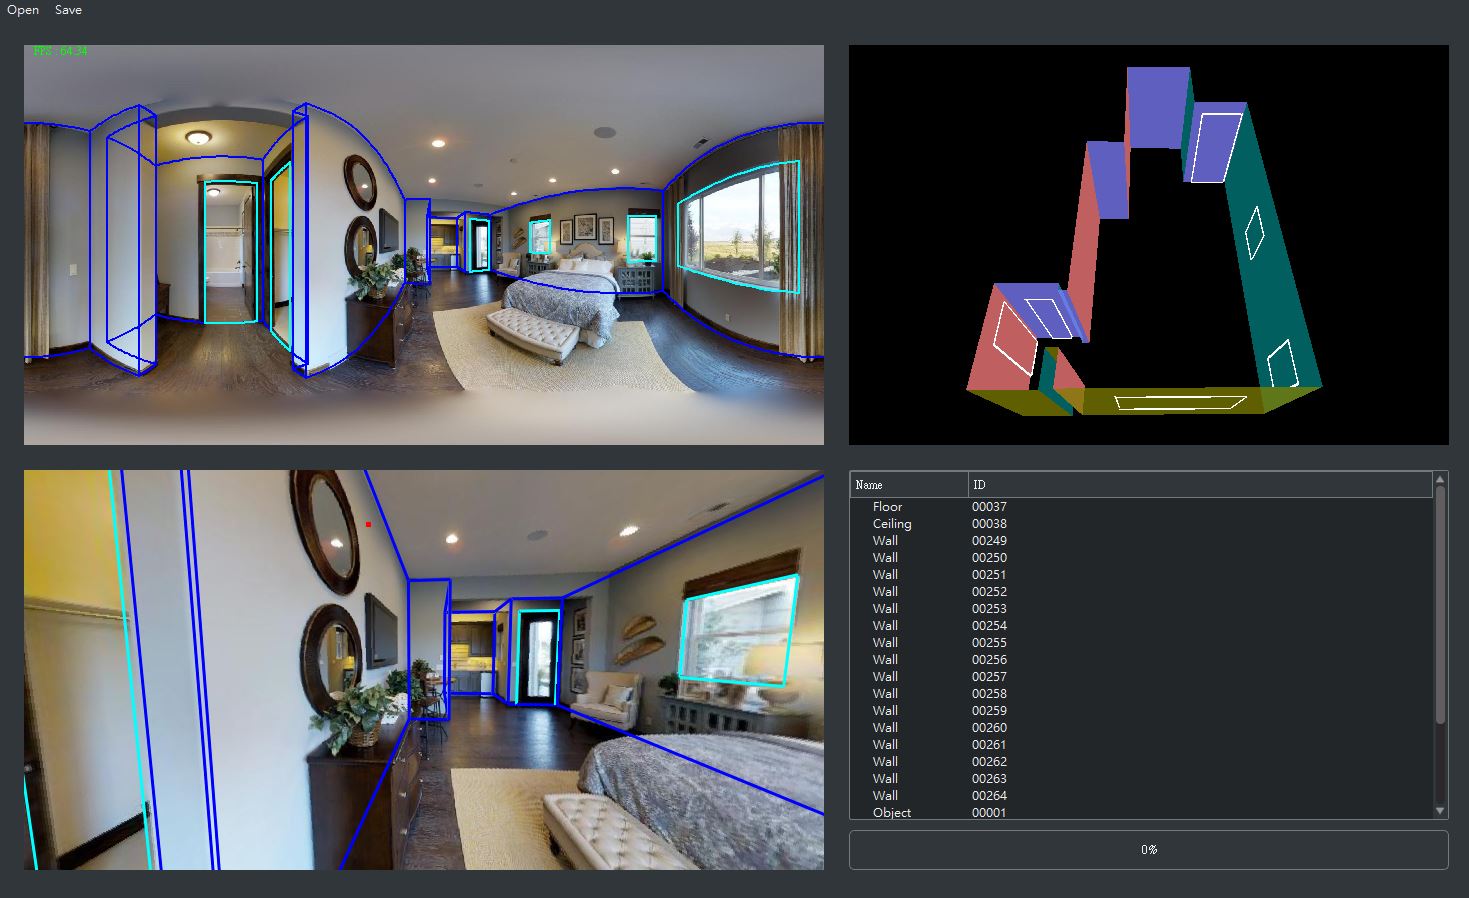 Open Save
FPS : 64.34
Name ID
Floor 00037
Ceiling 00038
Wall 00249
Wall 00250
Wall 00251
Wall 00252
Wall 00253
Wall 00254
Wall 00255
Wall 00256
Wall 00257
Wall 00258
Wall 00259
Wall 00260
Wall 00261
Wall 00262
Wall 00263
Wall 00264
Object 00001
0%